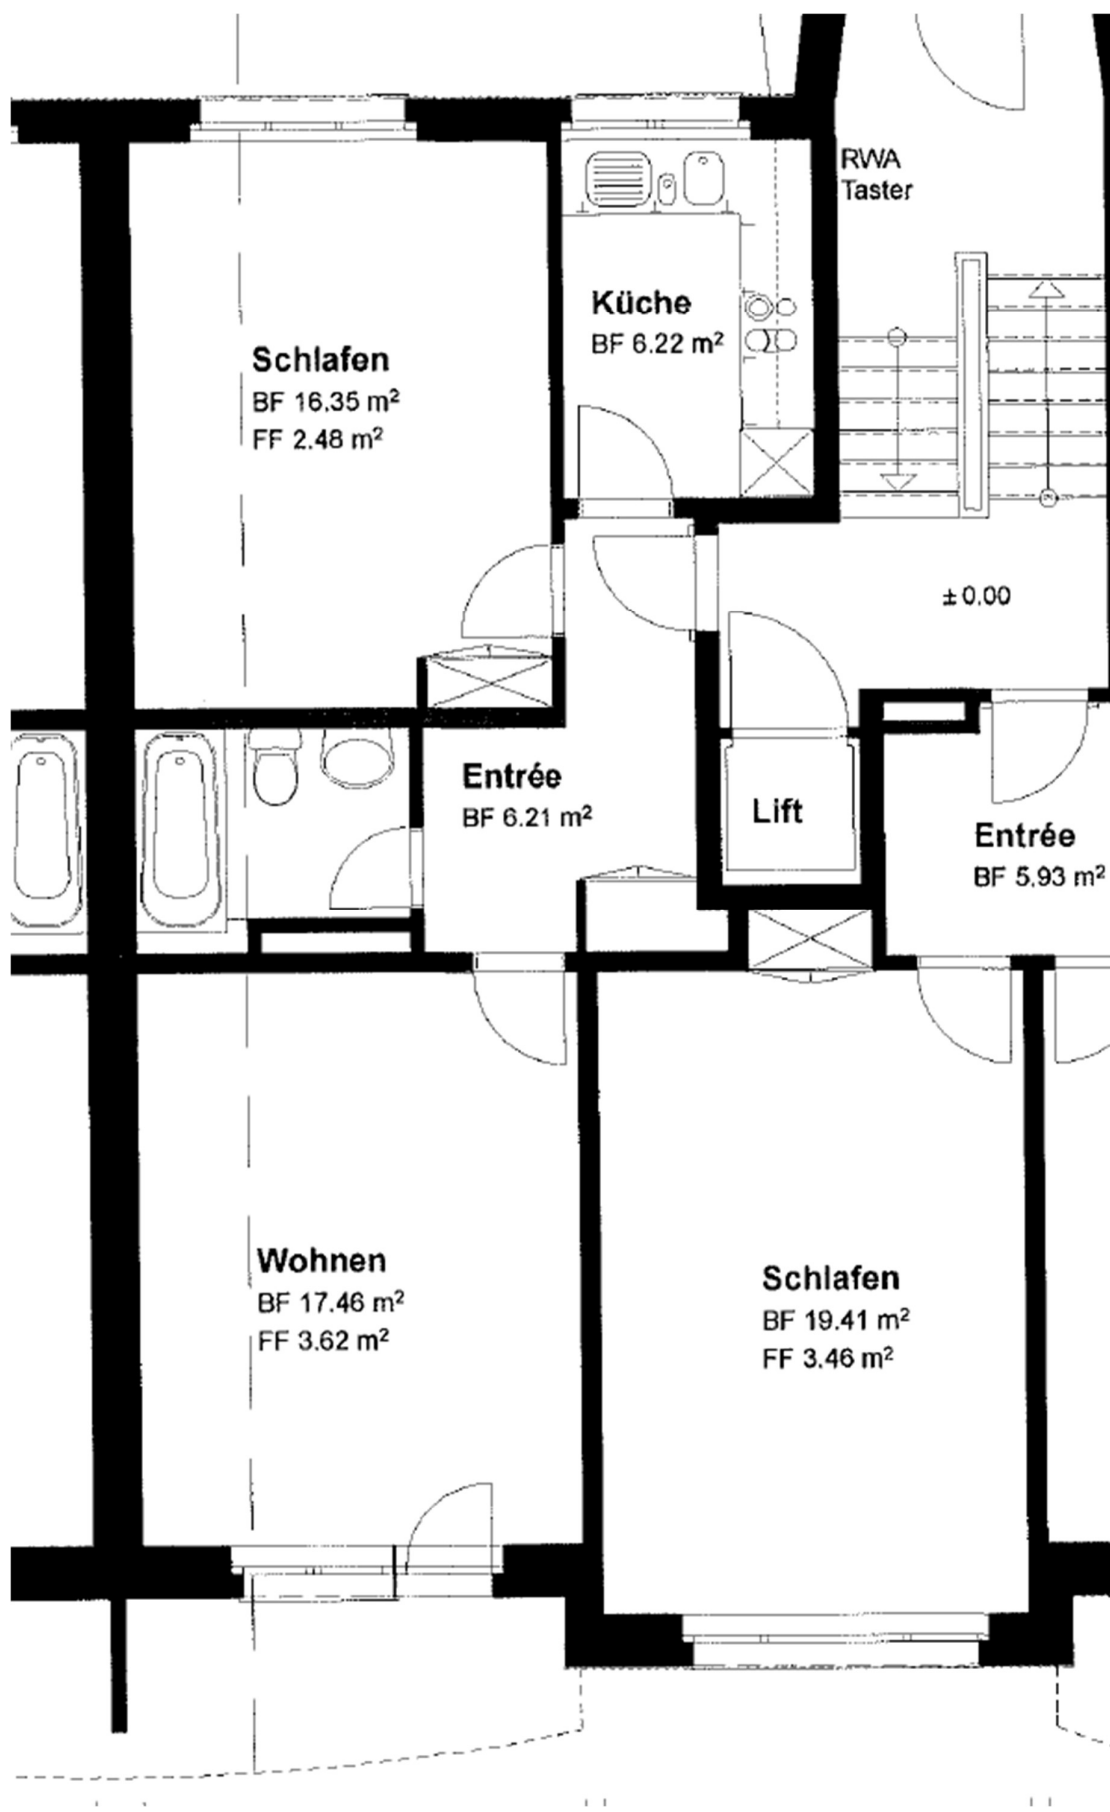 RWA
Taster
Küche
BF 6.22 m²
Schlafen
BF 16.35 m²
FF 2.48 m²
± 0.00
Entrée
BF 6.21 m²
Lift
Entrée
BF 5.93 m²
Wohnen
BF 17.46 m²
FF 3.62 m²
Schlafen
BF 19.41 m²
FF 3.46 m²